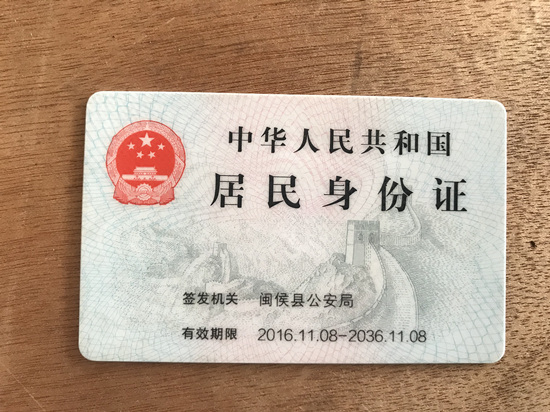 中华人民共和国
居民身份证
签发机关 闽侯县公安局
有效期限 2016.11.08-2036.11.08